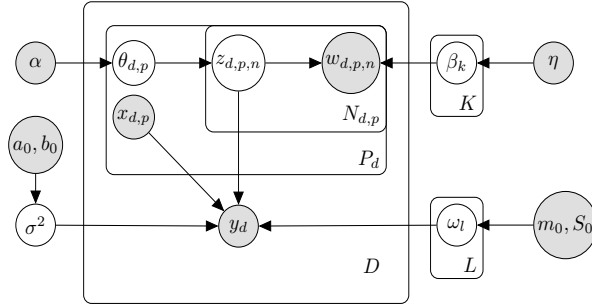 α θ_{d,p} z_{d,p,n} w_{d,p,n} β_k η
K
N_{d,p}
x_{d,p}
a_0, b_0
P_d
σ^2 y_d ω_l m_0, S_0
D L